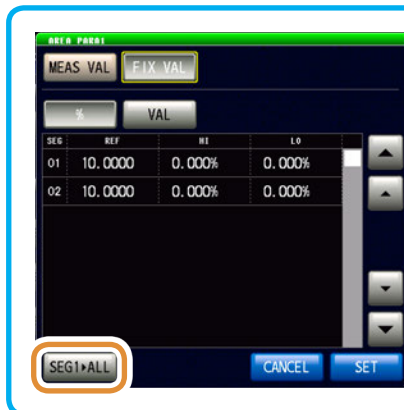 AREA PARA1
MEAS VAL FIX VAL
% VAL
SEG REF HI LO
01 10.0000 0.000% 0.000%
02 10.0000 0.000% 0.000%
SEG1▸ALL CANCEL SET